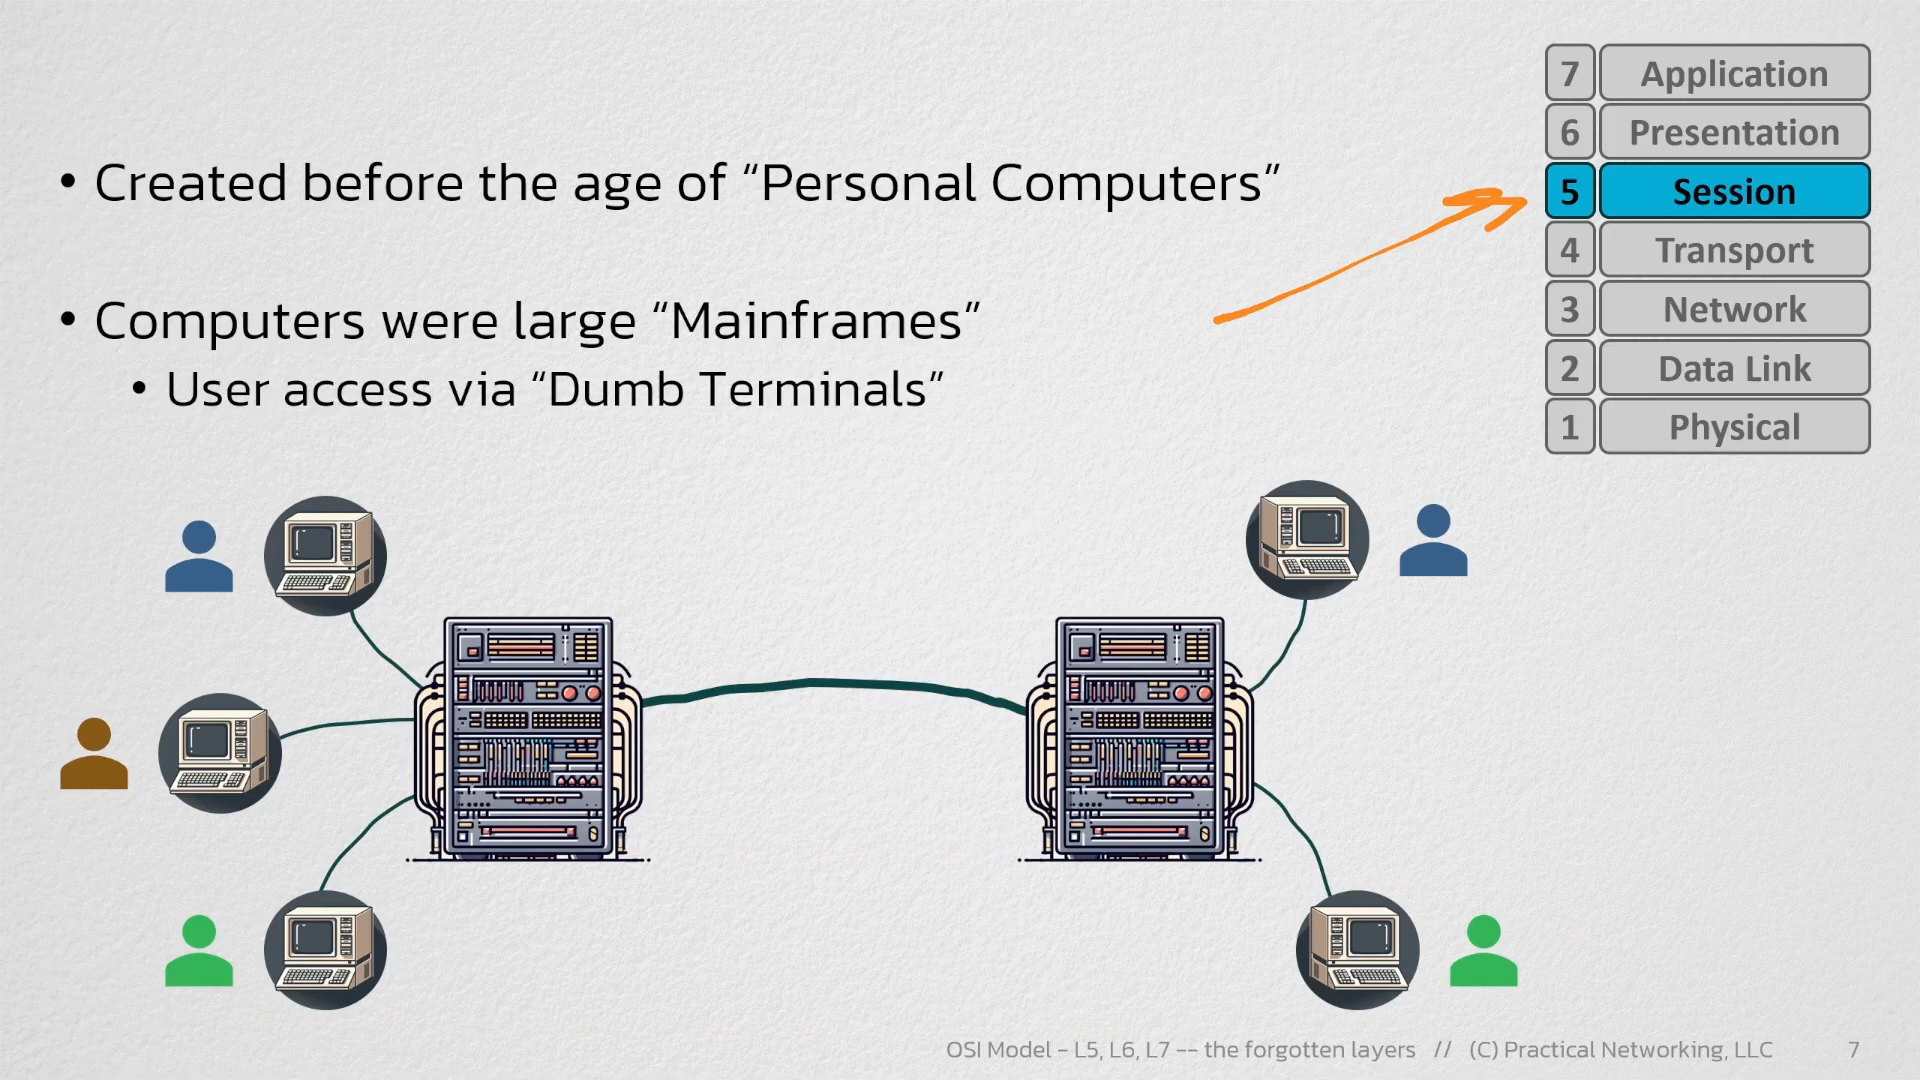 • Created before the age of “Personal Computers”
• Computers were large “Mainframes”
• User access via “Dumb Terminals”
7 Application
6 Presentation
5 Session
4 Transport
3 Network
2 Data Link
1 Physical
OSI Model - L5, L6, L7 -- the forgotten layers // (C) Practical Networking, LLC 7